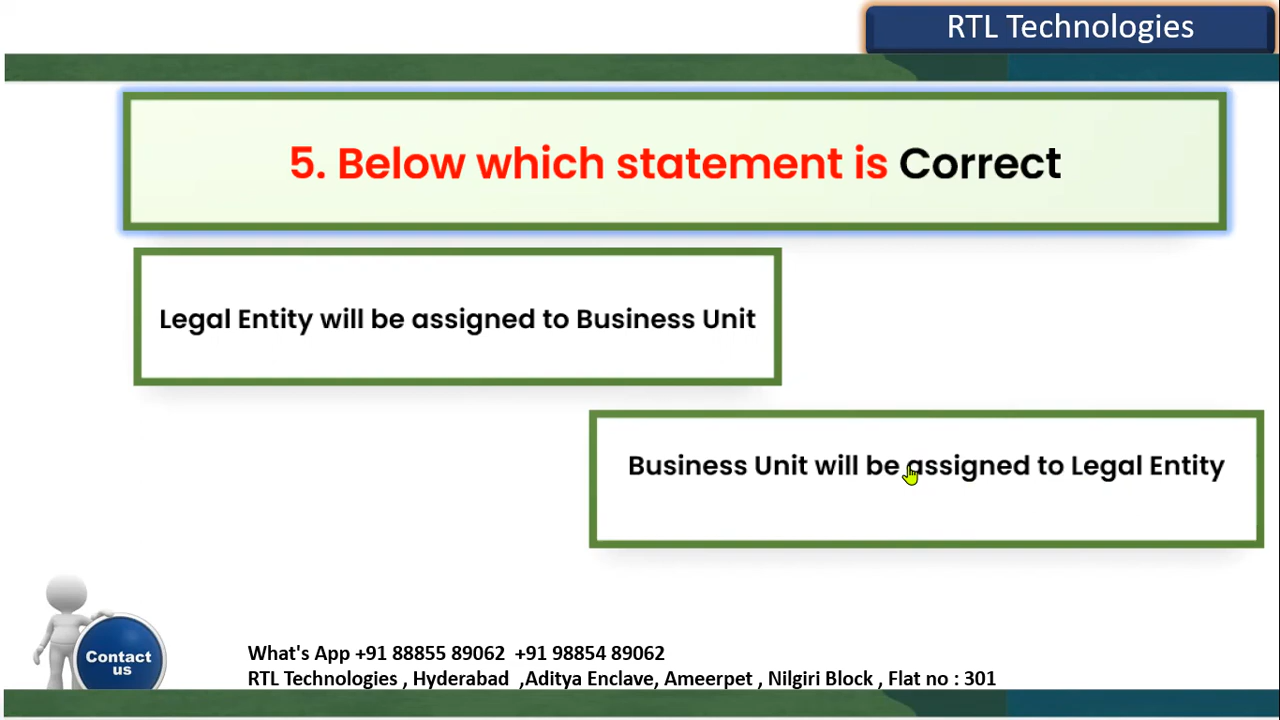 RTL Technologies
5. Below which statement is Correct
Legal Entity will be assigned to Business Unit
Business Unit will be assigned to Legal Entity
Contact
us
What's App +91 88855 89062 +91 98854 89062
RTL Technologies , Hyderabad ,Aditya Enclave, Ameerpet , Nilgiri Block , Flat no : 301